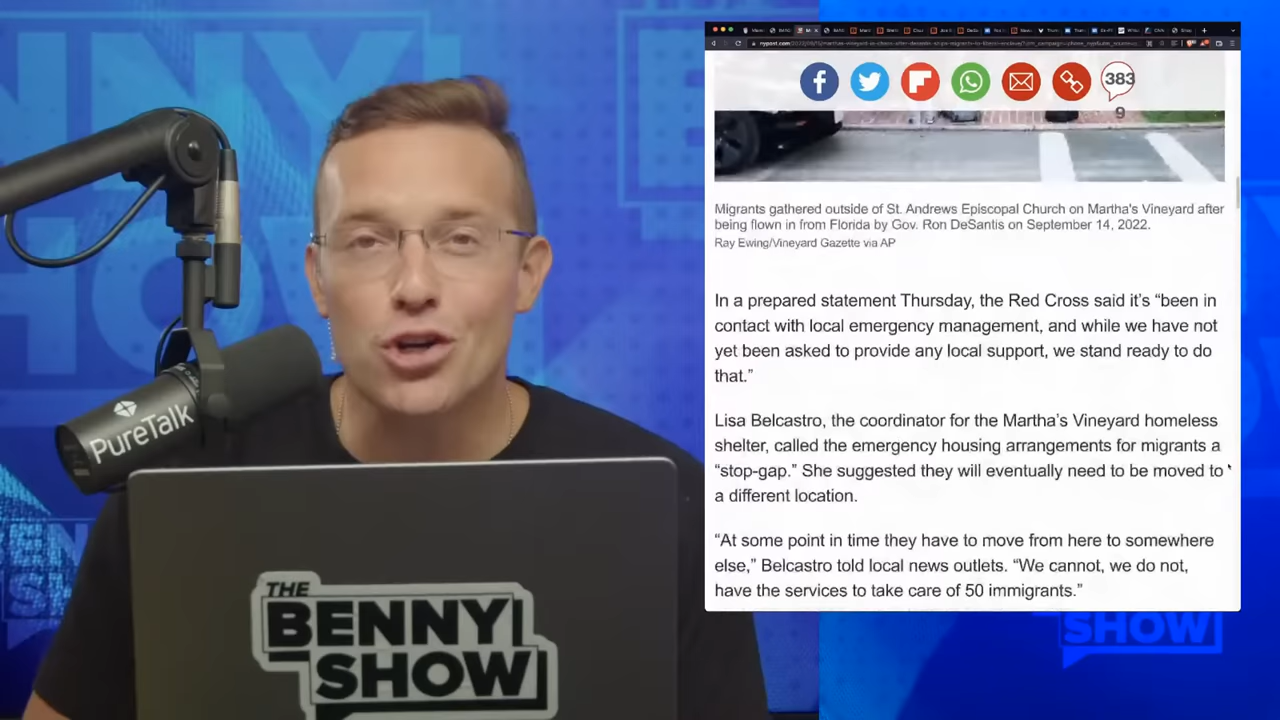 BENNY
SHOW
PureTalk
THE
BENNY
SHOW
383
9
Migrants gathered outside of St. Andrews Episcopal Church on Martha's Vineyard after
being flown in from Florida by Gov. Ron DeSantis on September 14, 2022.
Ray Ewing/Vineyard Gazette via AP
In a prepared statement Thursday, the Red Cross said it's “been in
contact with local emergency management, and while we have not
yet been asked to provide any local support, we stand ready to do
that.”
Lisa Belcastro, the coordinator for the Martha’s Vineyard homeless
shelter, called the emergency housing arrangements for migrants a
“stop-gap.” She suggested they will eventually need to be moved to
a different location.
“At some point in time they have to move from here to somewhere
else,” Belcastro told local news outlets. “We cannot, we do not,
have the services to take care of 50 immigrants.”
SHOW